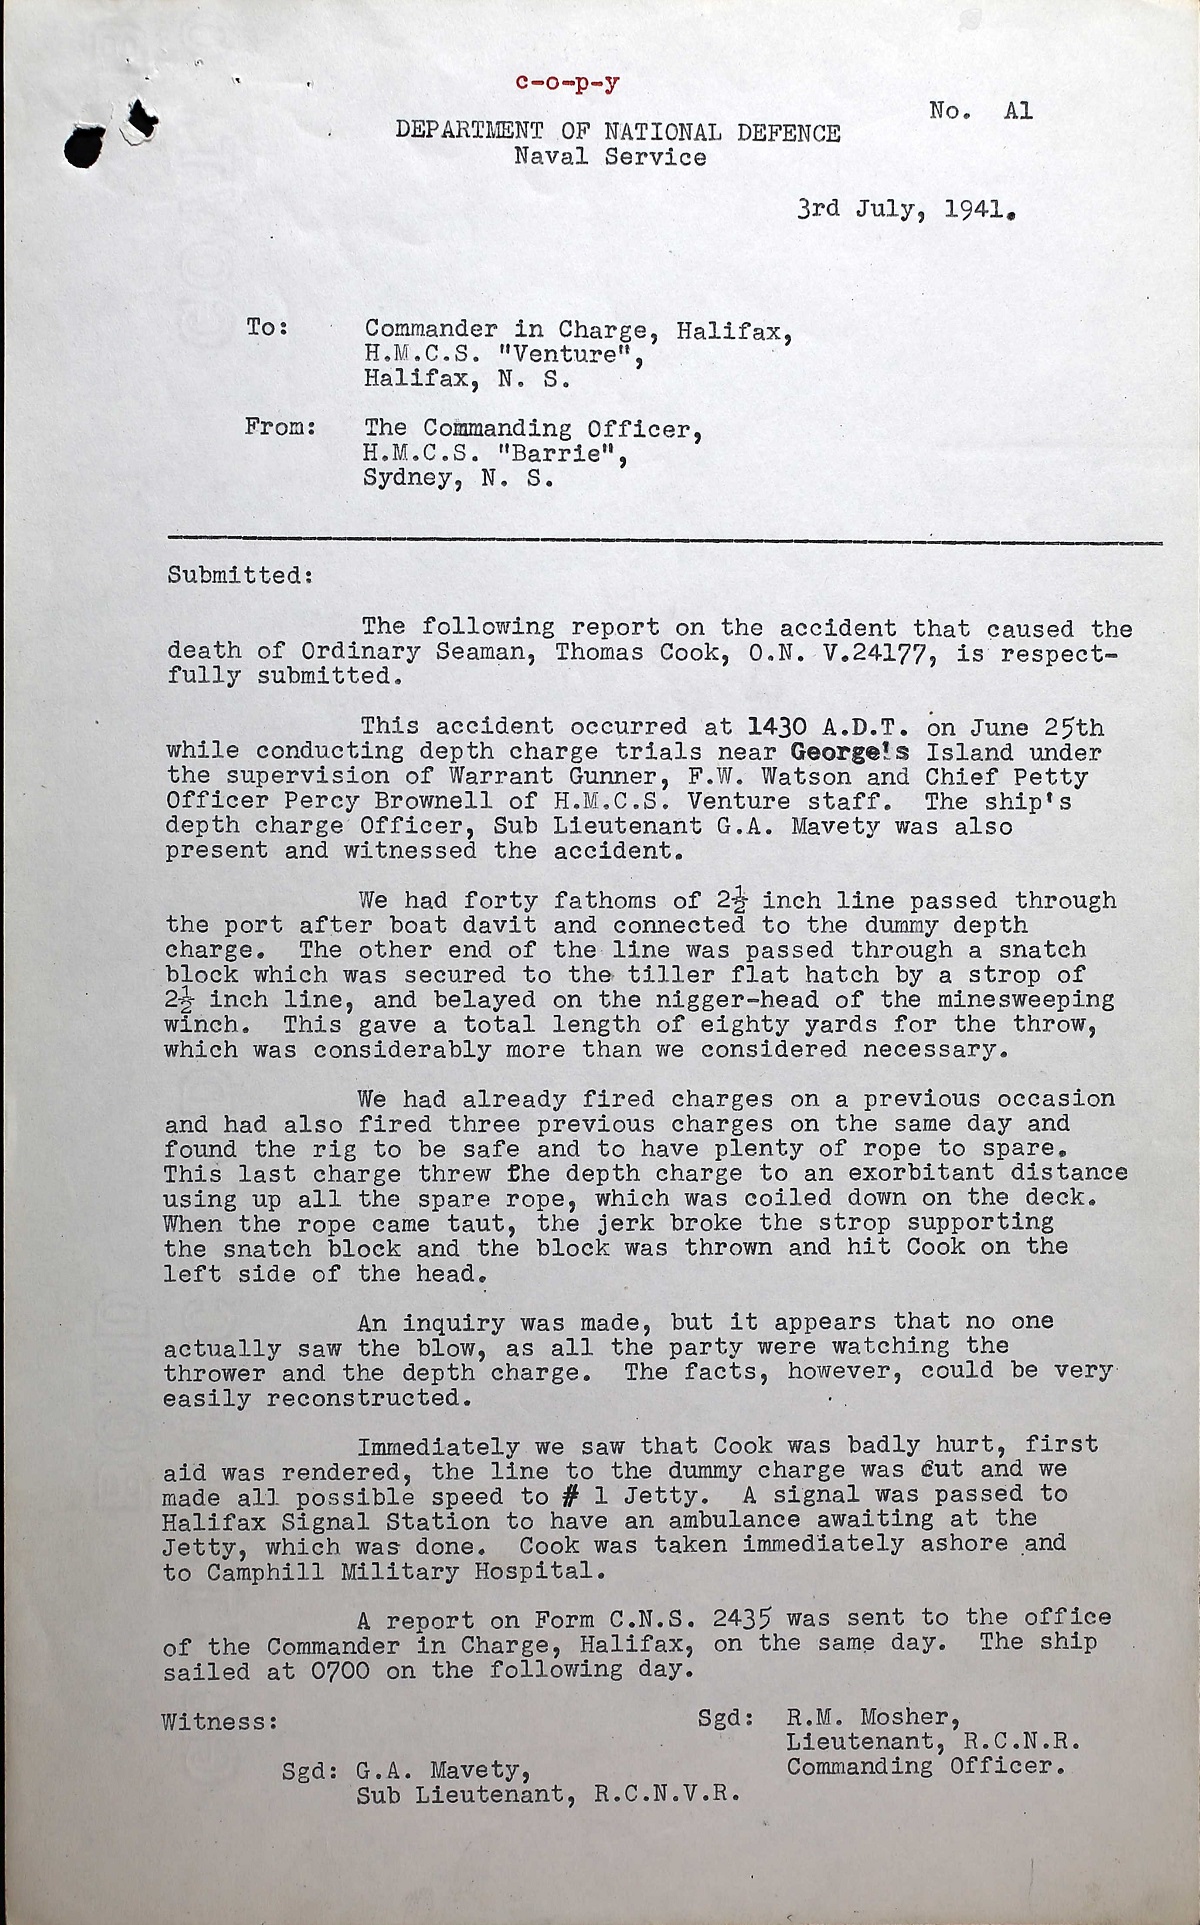 c-o-p-y
No. A1
DEPARTMENT OF NATIONAL DEFENCE
Naval Service
3rd July, 1941.
To: Commander in Charge, Halifax,
H.M.C.S. "Venture",
Halifax, N. S.
From: The Commanding Officer,
H.M.C.S. "Barrie",
Sydney, N. S.
Submitted:
The following report on the accident that caused the
death of Ordinary Seaman, Thomas Cook, O.N. V.24177, is respect-
fully submitted.
This accident occurred at 1430 A.D.T. on June 25th
while conducting depth charge trials near George's Island under
the supervision of Warrant Gunner, F.W. Watson and Chief Petty
Officer Percy Brownell of H.M.C.S. Venture staff. The ship's
depth charge Officer, Sub Lieutenant G.A. Mavety was also
present and witnessed the accident.
We had forty fathoms of 2½ inch line passed through
the port after boat davit and connected to the dummy depth
charge. The other end of the line was passed through a snatch
block which was secured to the tiller flat hatch by a strop of
2½ inch line, and belayed on the nigger-head of the minesweeping
winch. This gave a total length of eighty yards for the throw,
which was considerably more than we considered necessary.
We had already fired charges on a previous occasion
and had also fired three previous charges on the same day and
found the rig to be safe and to have plenty of rope to spare.
This last charge threw the depth charge to an exorbitant distance
using up all the spare rope, which was coiled down on the deck.
When the rope came taut, the jerk broke the strop supporting
the snatch block and the block was thrown and hit Cook on the
left side of the head.
An inquiry was made, but it appears that no one
actually saw the blow, as all the party were watching the
thrower and the depth charge. The facts, however, could be very
easily reconstructed.
Immediately we saw that Cook was badly hurt, first
aid was rendered, the line to the dummy charge was cut and we
made all possible speed to # 1 Jetty. A signal was passed to
Halifax Signal Station to have an ambulance awaiting at the
Jetty, which was done. Cook was taken immediately ashore and
to Camphill Military Hospital.
A report on Form C.N.S. 2435 was sent to the office
of the Commander in Charge, Halifax, on the same day. The ship
sailed at 0700 on the following day.
Witness:
Sgd: R.M. Mosher,
Lieutenant, R.C.N.R.
Commanding Officer.
Sgd: G.A. Mavety,
Sub Lieutenant, R.C.N.V.R.